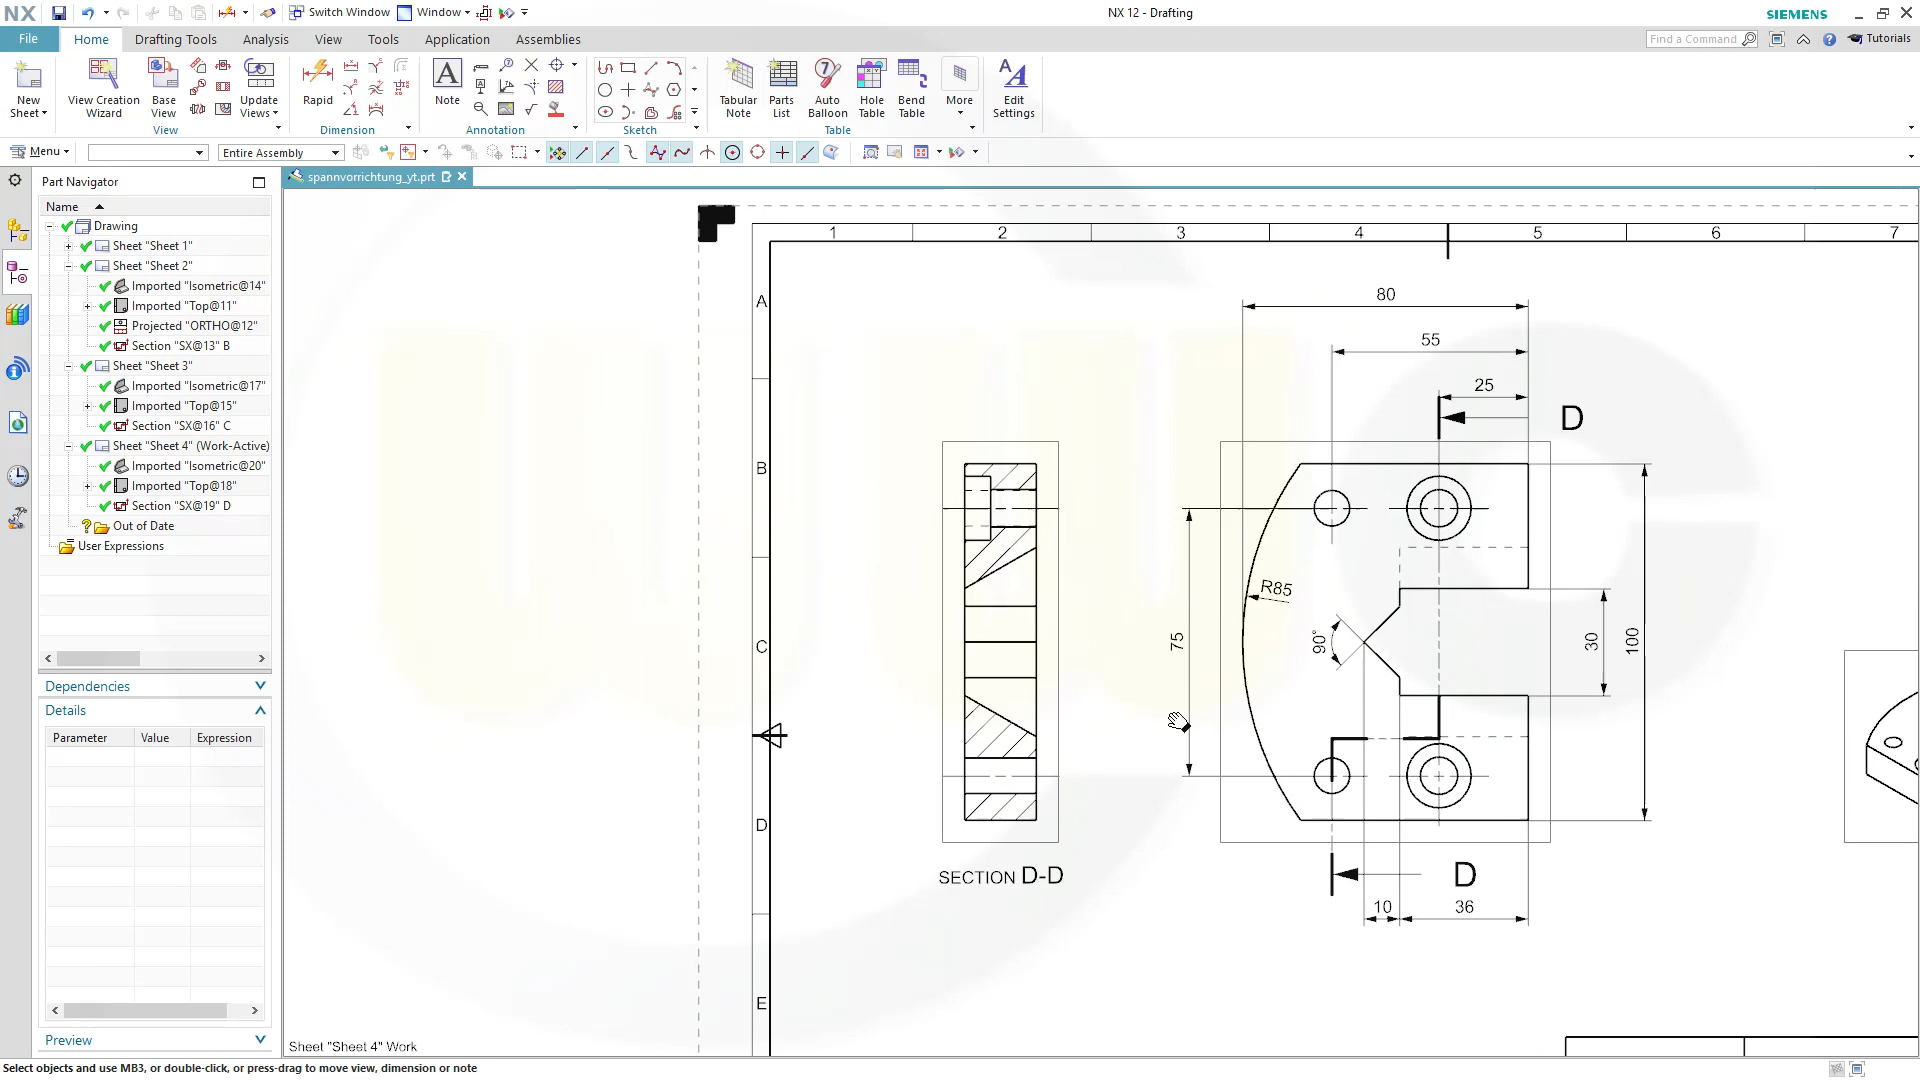 NX
Switch Window
Window
NX 12 - Drafting
SIEMENS
File
Home
Drafting Tools
Analysis
View
Tools
Application
Assemblies
Find a Command
Tutorials
New Sheet
View Creation Wizard
Base View
Update Views
View
Rapid
Dimension
A
Note
Annotation
Sketch
Tabular Note
Parts List
Auto Balloon
Hole Table
Bend Table
More
Table
Edit Settings
Menu
Entire Assembly
Part Navigator
spannvorrichtung_yt.prt
Name
Drawing
Sheet "Sheet 1"
Sheet "Sheet 2"
Imported "Isometric@14"
Imported "Top@11"
Projected "ORTHO@12"
Section "SX@13" B
Sheet "Sheet 3"
Imported "Isometric@17"
Imported "Top@15"
Section "SX@16" C
Sheet "Sheet 4" (Work-Active)
Imported "Isometric@20"
Imported "Top@18"
Section "SX@19" D
Out of Date
User Expressions
Dependencies
Details
Parameter Value Expression
Preview
1 2 3 4 5 6 7
A
B
C
D
E
80
55
25
D
R85
75
90°
30
100
SECTION D-D
D
10 36
Sheet "Sheet 4" Work
Select objects and use MB3, or double-click, or press-drag to move view, dimension or note